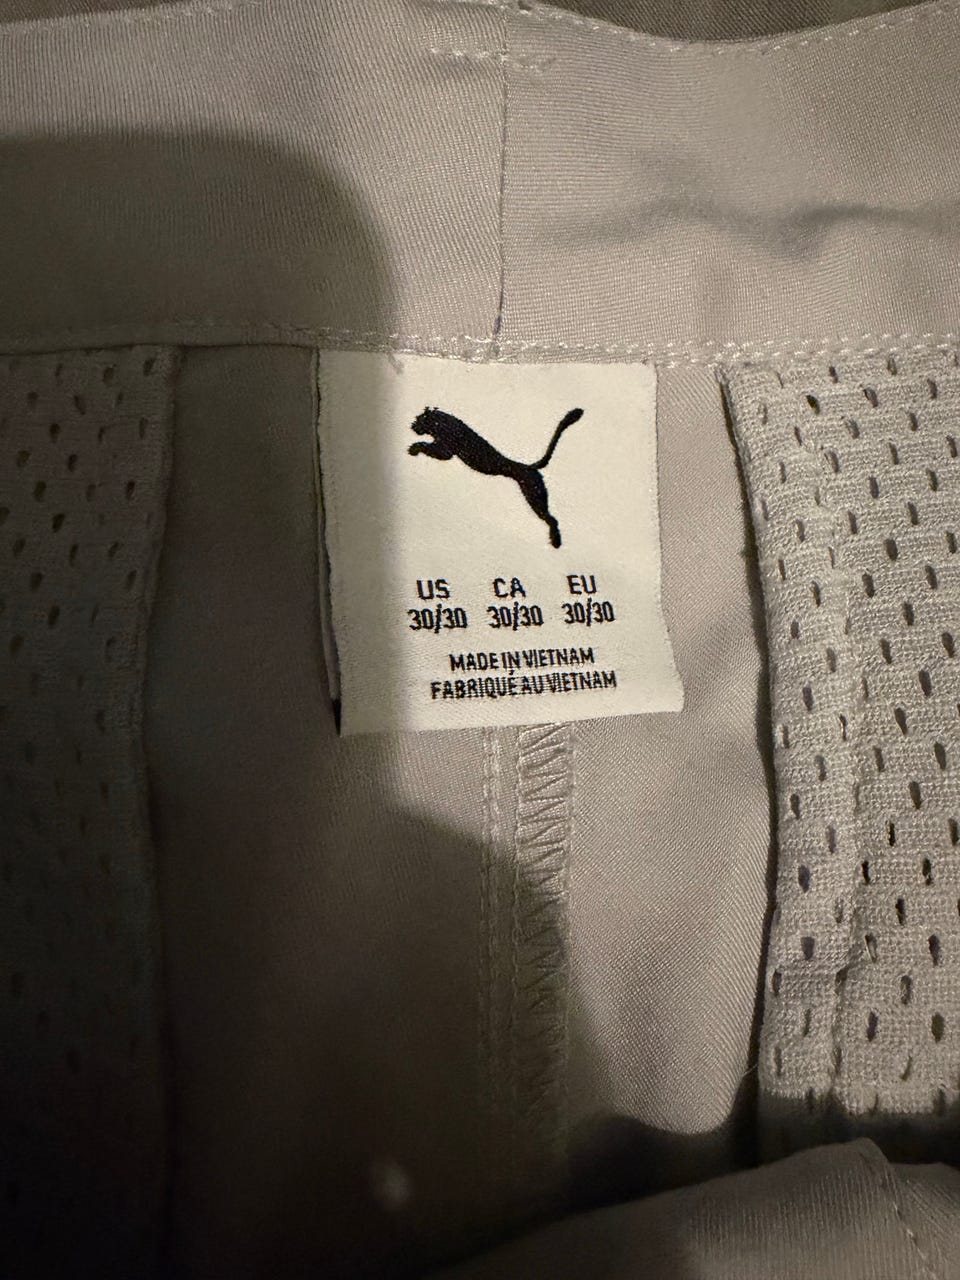 US CA EU
30/30 30/30 30/30
MADE IN VIETNAM
FABRIQUÉ AU VIETNAM